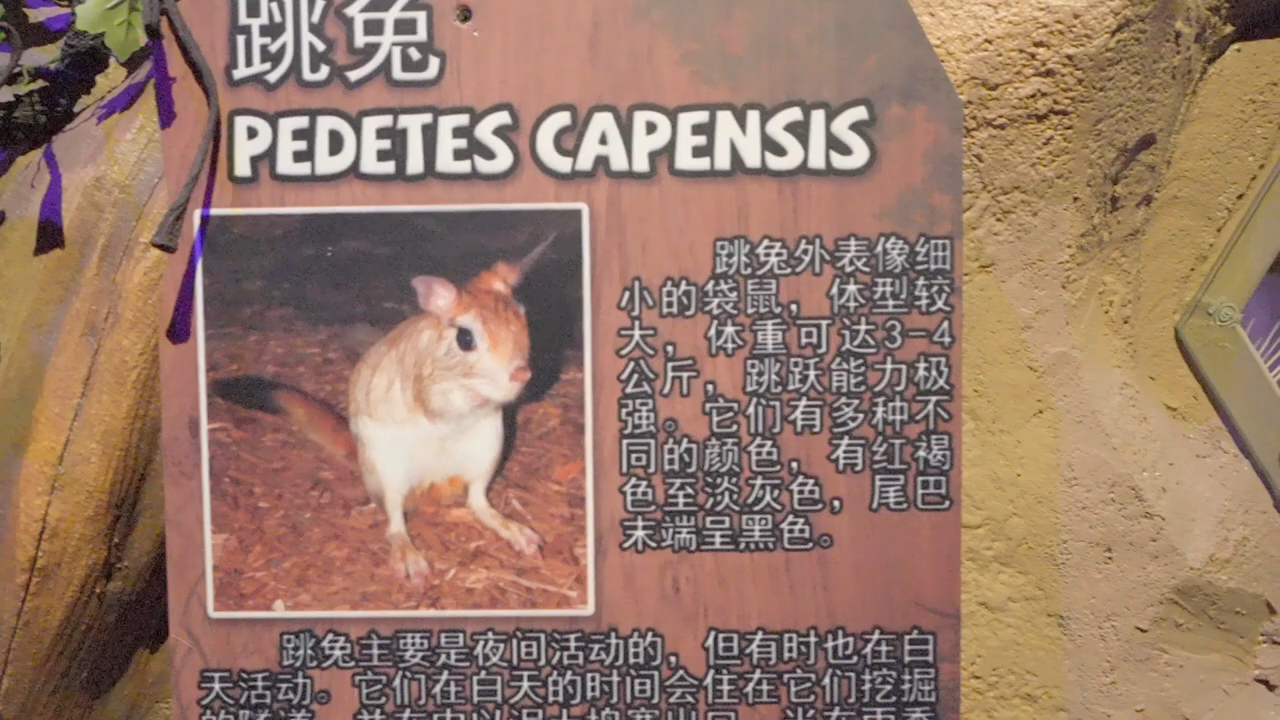 跳兔
PEDETES CAPENSIS
跳兔外表像细
小的袋鼠，体型较
大，体重可达3-4
公斤，跳跃能力极
强。它们有多种不
同的颜色，有红褐
色至淡灰色，尾巴
末端呈黑色。
跳兔主要是夜间活动的，但有时也在白
天活动。它们在白天的时间会住在它们挖掘